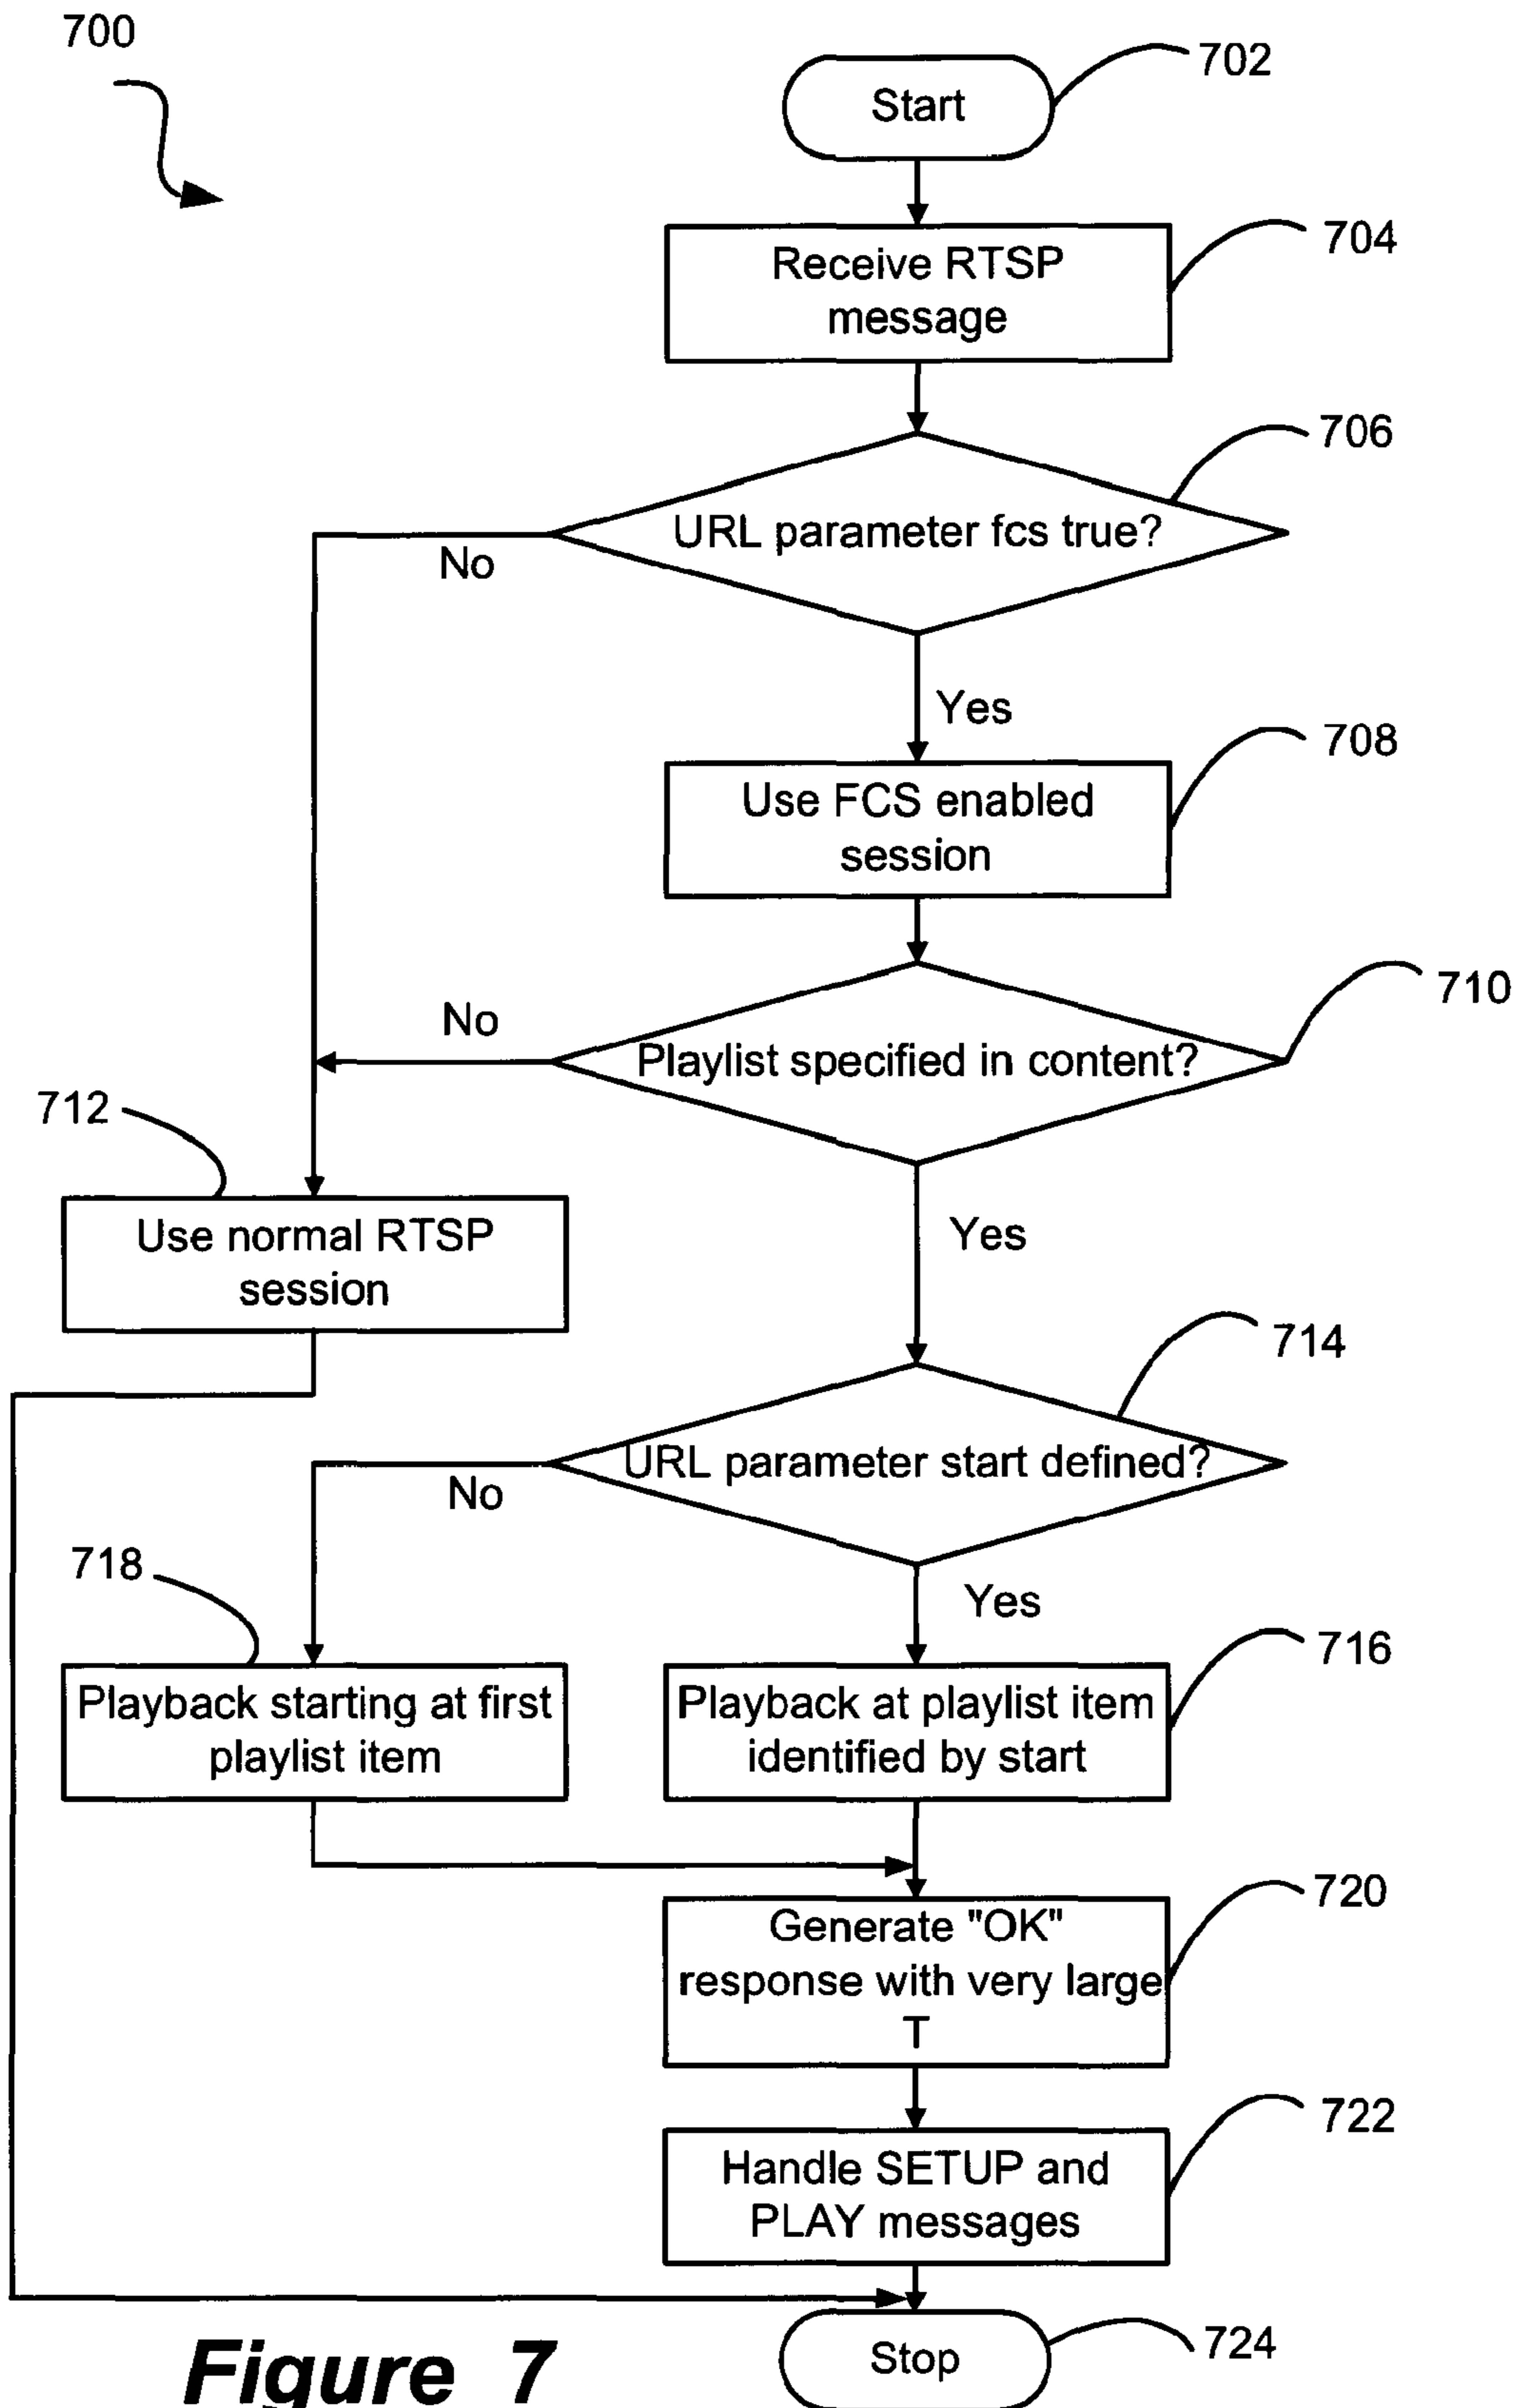 700
702
Start
704
Receive RTSP
message
706
URL parameter fcs true?
No
Yes
708
Use FCS enabled
session
710
No
Playlist specified in content?
712
Use normal RTSP
session
Yes
714
URL parameter start defined?
No
718
Yes
716
Playback starting at first
playlist item
Playback at playlist item
identified by start
720
Generate "OK"
response with very large
T
722
Handle SETUP and
PLAY messages
724
Stop
Figure 7